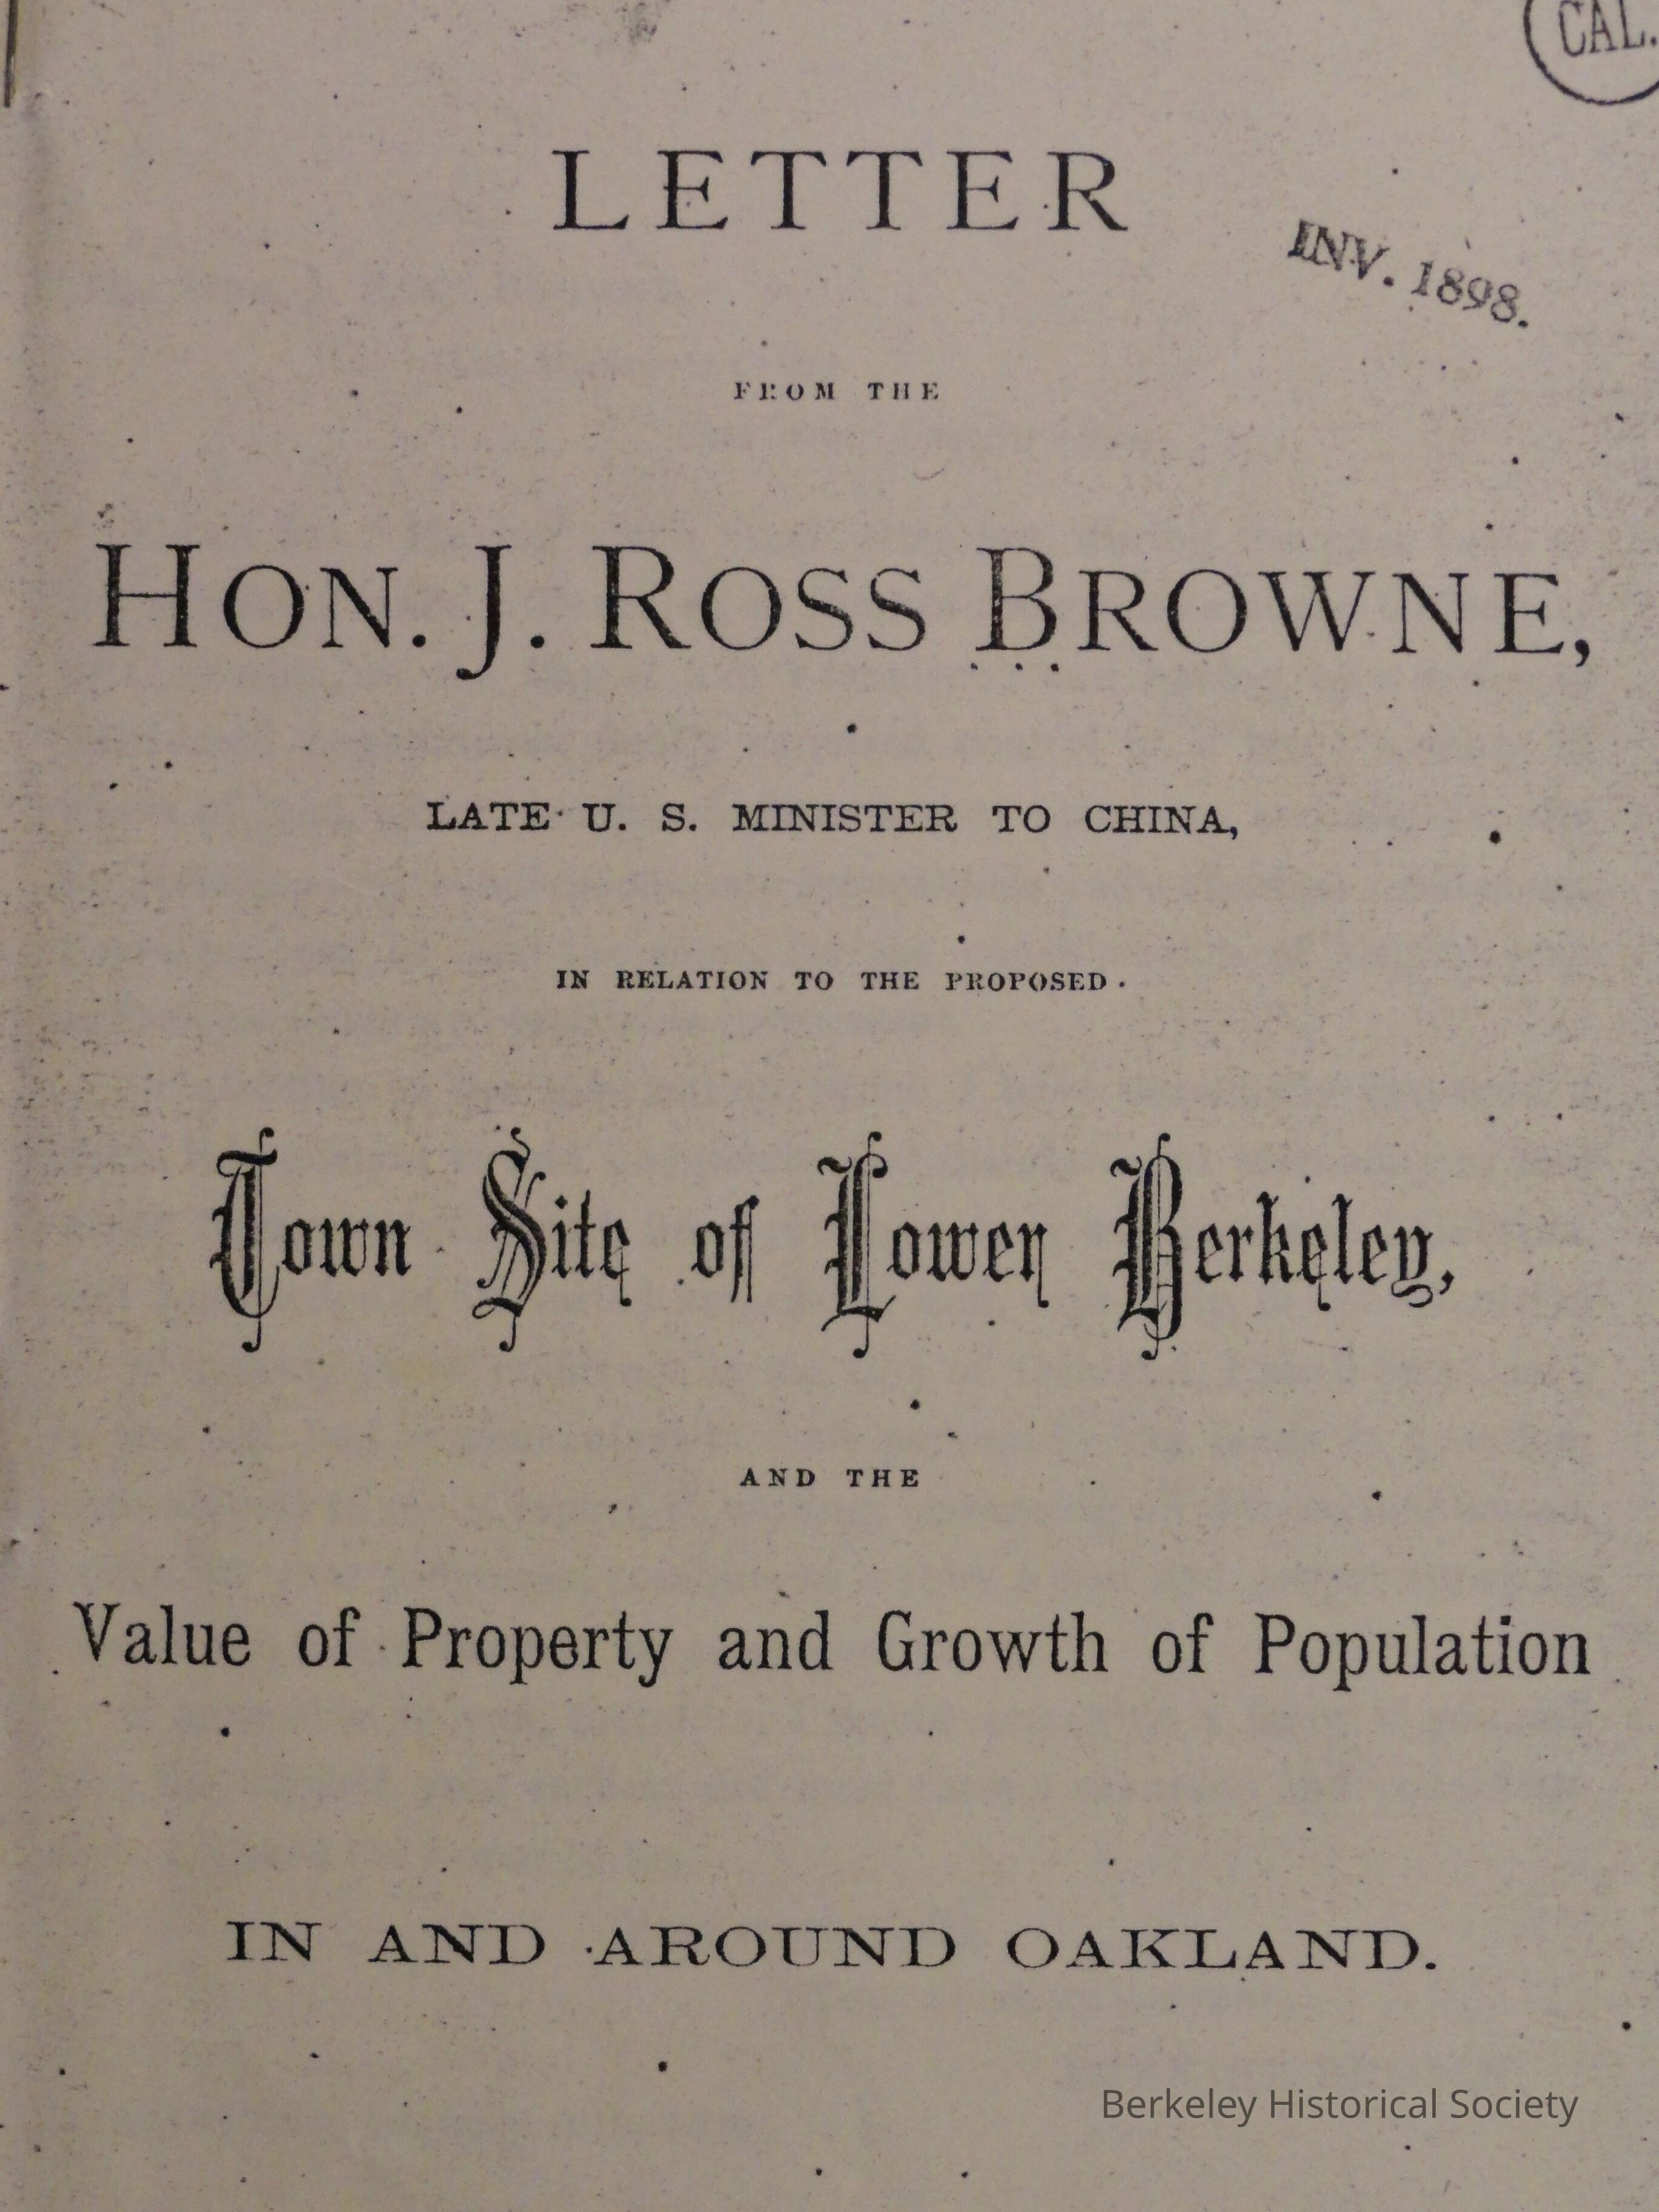 CAL.
LETTER
INV. 1898.
FROM THE
HON. J. ROSS BROWNE,
LATE U. S. MINISTER TO CHINA,
IN RELATION TO THE PROPOSED
Town Site of Lower Berkeley,
AND THE
Value of Property and Growth of Population
IN AND AROUND OAKLAND.
Berkeley Historical Society